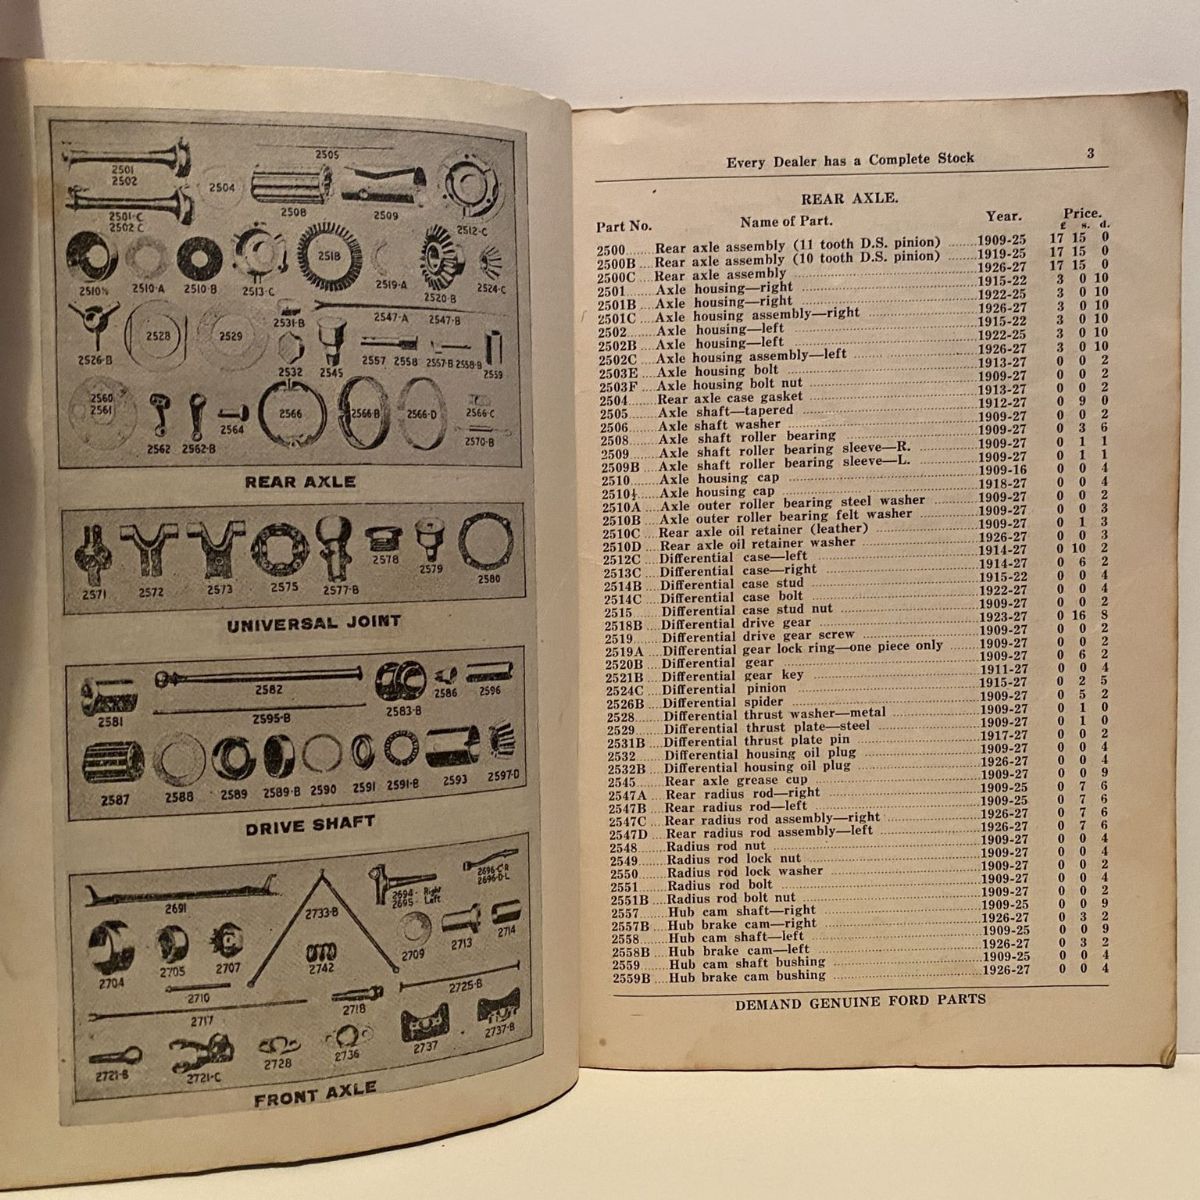 2501
2502
2505
2504
2501-C
2502 C
2508
2509
2512-C
2510½
2510-A
2510-B
2513-C
2518
2519-A
2520-B
2524-C
2526-B
2528
2529
2531-B
2532
2545
2547-A 2547-B
2557 2558 2557-B 2558-B 2559
2560
2561
2562 2562-B
2564
2566
2566-B
2566-D
2566-C
2570-B
REAR AXLE
2571 2572 2573 2575 2577-B 2578 2579 2580
UNIVERSAL JOINT
2581
2582
2595-B
2583-B
2586
2596
2587 2588 2589 2589-B 2590 2591 2591-B 2593 2597-D
DRIVE SHAFT
2691
2733-B
2694 - Right
2695 - Left
2696-C R
2696-D-L
2704 2705 2707
2742
2709
2713
2714
2710
2717
2718
2725-B
2721-B
2721-C
2728
2736
2737
2737-B
FRONT AXLE
Every Dealer has a Complete Stock 3
REAR AXLE.
Part No. Name of Part. Year. Price.
£ s. d.
2500 Rear axle assembly (11 tooth D.S. pinion) 1909-25 17 15 0
2500B Rear axle assembly (10 tooth D.S. pinion) 1919-25 17 15 0
2500C Rear axle assembly 1926-27 17 15 0
2501 Axle housing—right 1915-22 3 0 10
2501B Axle housing—right 1922-25 3 0 10
2501C Axle housing assembly—right 1926-27 3 0 10
2502 Axle housing—left 1915-22 3 0 10
2502B Axle housing—left 1922-25 3 0 10
2502C Axle housing assembly—left 1926-27 3 0 10
2503E Axle housing bolt 1913-27 0 0 2
2503F Axle housing bolt nut 1909-27 0 0 2
2504 Rear axle case gasket 1913-27 0 0 2
2505 Axle shaft—tapered 1912-27 0 9 0
2506 Axle shaft washer 1909-27 0 0 2
2508 Axle shaft roller bearing 1909-27 0 3 6
2509 Axle shaft roller bearing sleeve—R. 1909-27 0 1 1
2509B Axle shaft roller bearing sleeve—L. 1909-27 0 1 1
2510 Axle housing cap 1909-16 0 0 4
2510½ Axle housing cap 1918-27 0 0 4
2510A Axle outer roller bearing steel washer 1909-27 0 0 2
2510B Axle outer roller bearing felt washer 1909-27 0 0 3
2510C Rear axle oil retainer (leather) 1909-27 0 1 3
2510D Rear axle oil retainer washer 1926-27 0 0 3
2512C Differential case—left 1914-27 0 10 2
2513C Differential case—right 1914-27 0 6 2
2514B Differential case stud 1915-22 0 0 4
2514C Differential case bolt 1922-27 0 0 4
2515 Differential case stud nut 1909-27 0 0 2
2518B Differential drive gear 1923-27 0 16 8
2519 Differential drive gear screw 1909-27 0 0 2
2519A Differential gear lock ring—one piece only 1909-27 0 0 2
2520B Differential gear 1909-27 0 6 2
2521B Differential gear key 1911-27 0 0 4
2524C Differential pinion 1915-27 0 2 5
2526B Differential spider 1909-27 0 5 2
2528 Differential thrust washer—metal 1909-27 0 1 0
2529 Differential thrust plate—steel 1909-27 0 1 0
2531B Differential thrust plate pin 1917-27 0 0 2
2532 Differential housing oil plug 1909-27 0 0 4
2532B Differential housing oil plug 1926-27 0 0 4
2545 Rear axle grease cup 1909-27 0 0 9
2547A Rear radius rod—right 1909-25 0 7 6
2547B Rear radius rod—left 1909-25 0 7 6
2547C Rear radius rod assembly—right 1926-27 0 7 6
2547D Rear radius rod assembly—left 1926-27 0 7 6
2548 Radius rod nut 1909-27 0 0 4
2549 Radius rod lock nut 1909-27 0 0 4
2550 Radius rod lock washer 1909-27 0 0 2
2551 Radius rod bolt 1909-27 0 0 4
2551B Radius rod bolt nut 1909-27 0 0 2
2557 Hub cam shaft—right 1909-25 0 0 9
2557B Hub brake cam—right 1926-27 0 3 2
2558 Hub cam shaft—left 1909-25 0 0 9
2558B Hub brake cam—left 1926-27 0 3 2
2559 Hub cam shaft bushing 1909-25 0 0 4
2559B Hub brake cam bushing 1926-27 0 0 4
DEMAND GENUINE FORD PARTS